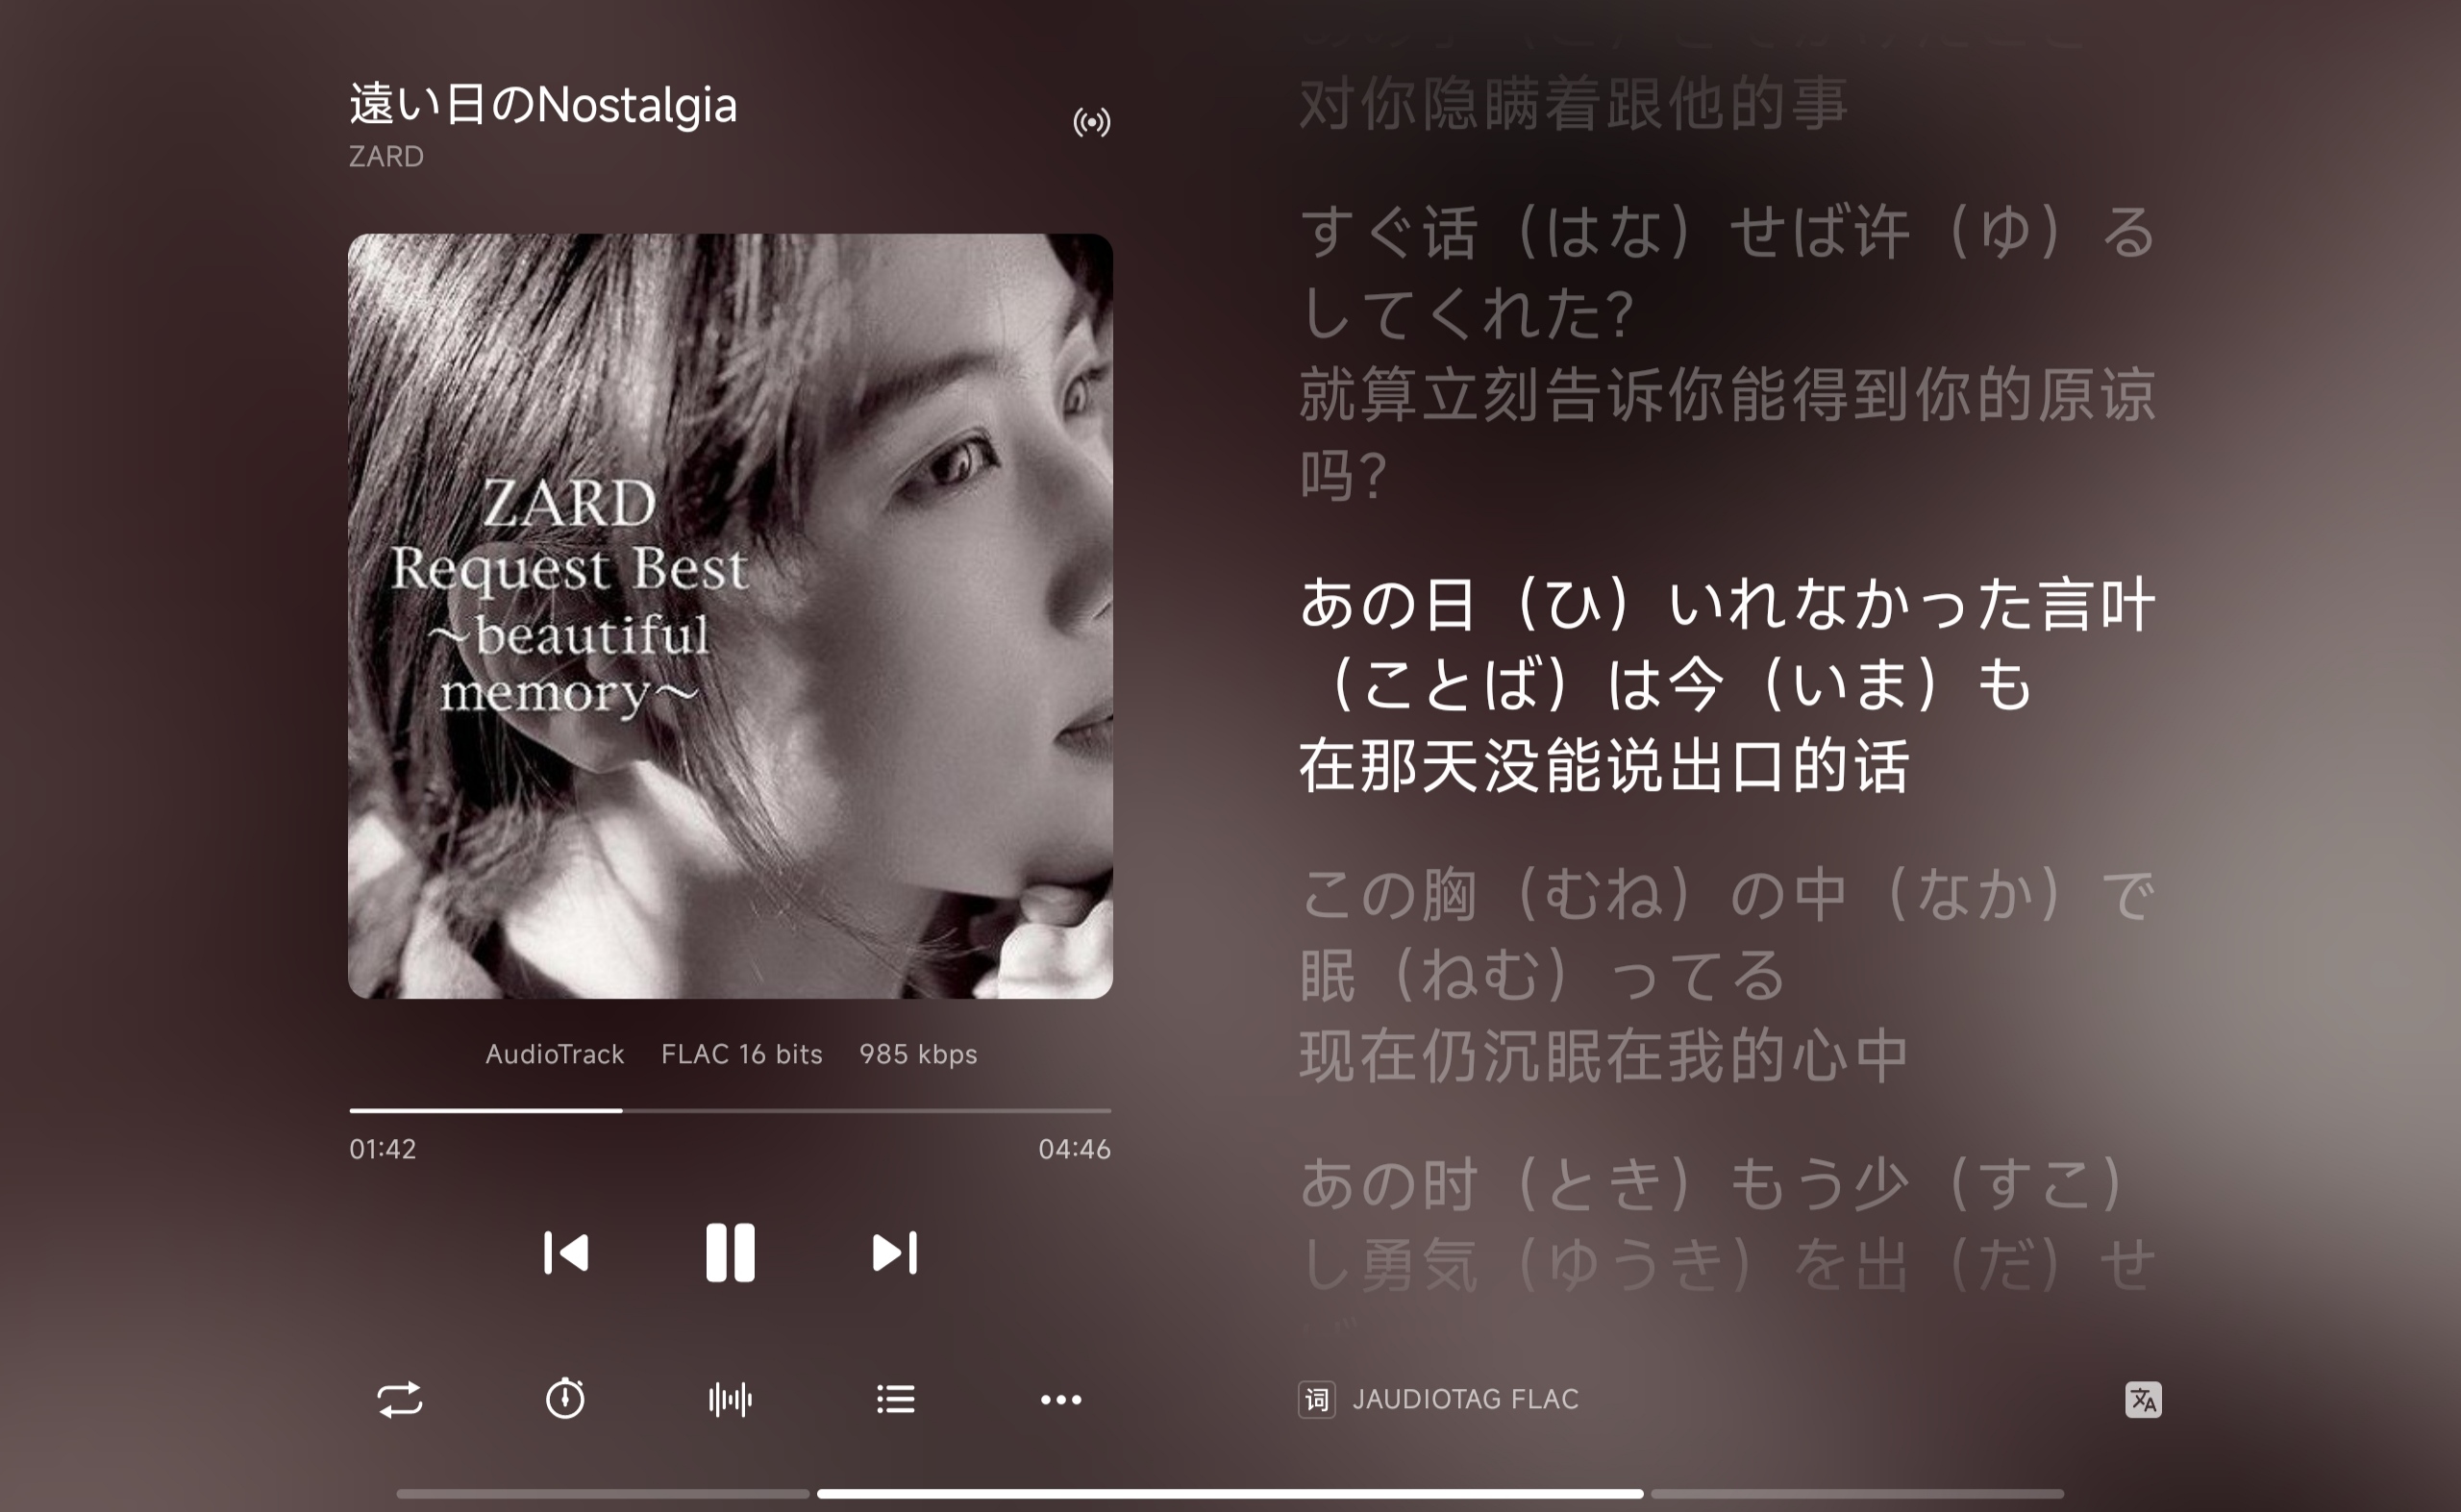 遠い日のNostalgia
ZARD
ZARD
Request Best
~beautiful
memory~
AudioTrack FLAC 16 bits 985 kbps
01:42 04:46
对你隐瞒着跟他的事
すぐ话（はな）せば许（ゆ）る
してくれた？
就算立刻告诉你能得到你的原谅
吗？
あの日（ひ）いれなかった言叶
（ことば）は今（いま）も
在那天没能说出口的话
この胸（むね）の中（なか）で
眠（ねむ）ってる
现在仍沉眠在我的心中
あの时（とき）もう少（すこ）
し勇気（ゆうき）を出（だ）せ
词 JAUDIOTAG FLAC
文A